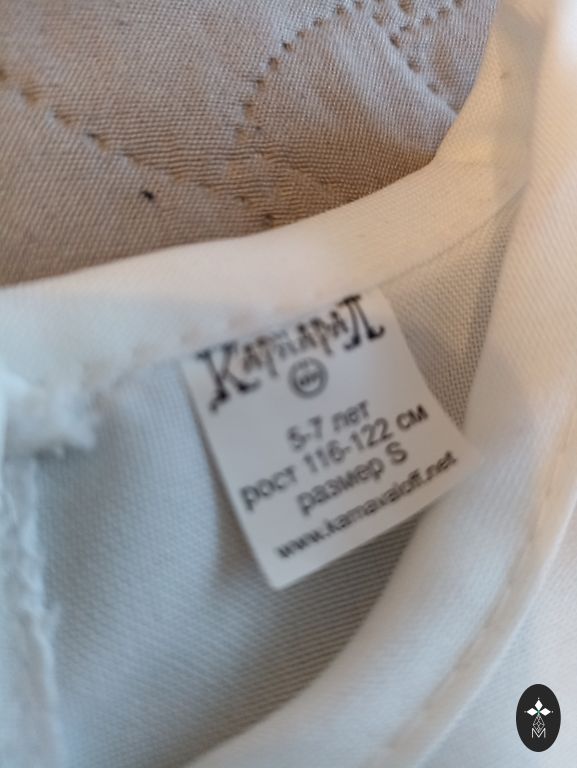 Карнавал
5-7 лет
рост 116-122 см
размер S
www.karnavaloff.net
M